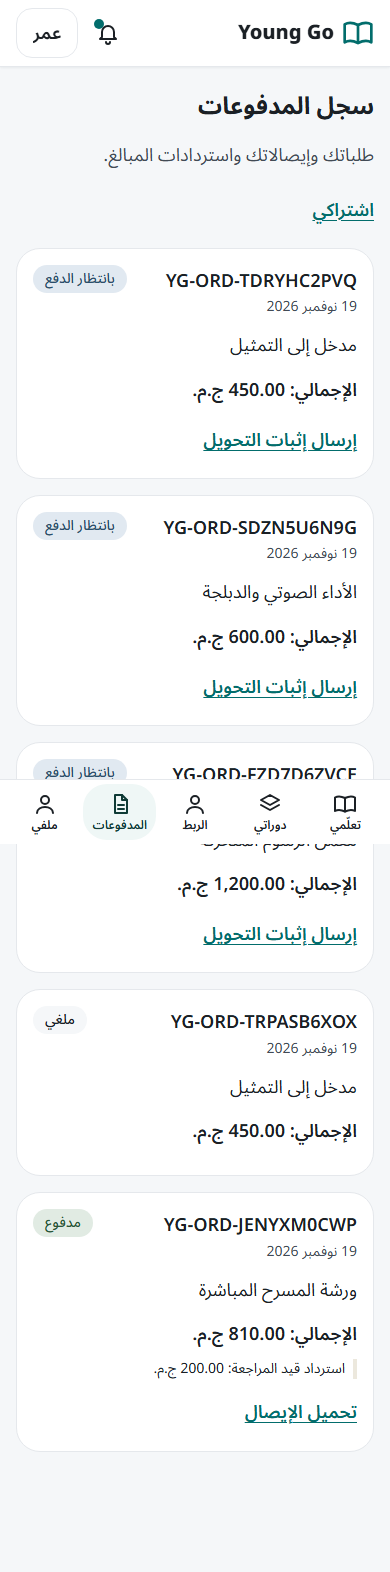 Young Go
عمر
سجل المدفوعات
طلباتك وإيصالاتك واستردادات المبالغ.
اشتراكي
YG-ORD-TDRYHC2PVQ
بانتظار الدفع
19 نوفمبر 2026
مدخل إلى التمثيل
الإجمالي: 450.00 ج.م.
إرسال إثبات التحويل
YG-ORD-SDZN5U6N9G
بانتظار الدفع
19 نوفمبر 2026
الأداء الصوتي والدبلجة
الإجمالي: 600.00 ج.م.
إرسال إثبات التحويل
بانتظار الدفع
تعلّمي
دوراتي
الربط
المدفوعات
ملفي
الإجمالي: 1,200.00 ج.م.
إرسال إثبات التحويل
YG-ORD-TRPASB6XOX
ملغي
19 نوفمبر 2026
مدخل إلى التمثيل
الإجمالي: 450.00 ج.م.
YG-ORD-JENYXM0CWP
مدفوع
19 نوفمبر 2026
ورشة المسرح المباشرة
الإجمالي: 810.00 ج.م.
استرداد قيد المراجعة: 200.00 ج.م.
تحميل الإيصال